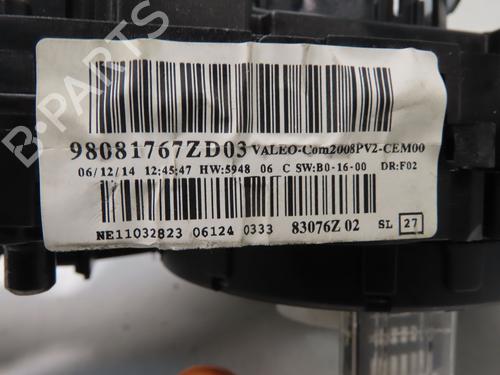 98081767ZD03 VALEO-Com2008PV2-CEM00
06/12/14 12:45:47 HW:5948 06 C SW:B0-16-00 DR:F02
NE11032823 06124 0333 83076Z 02 SL 27
B-PARTS